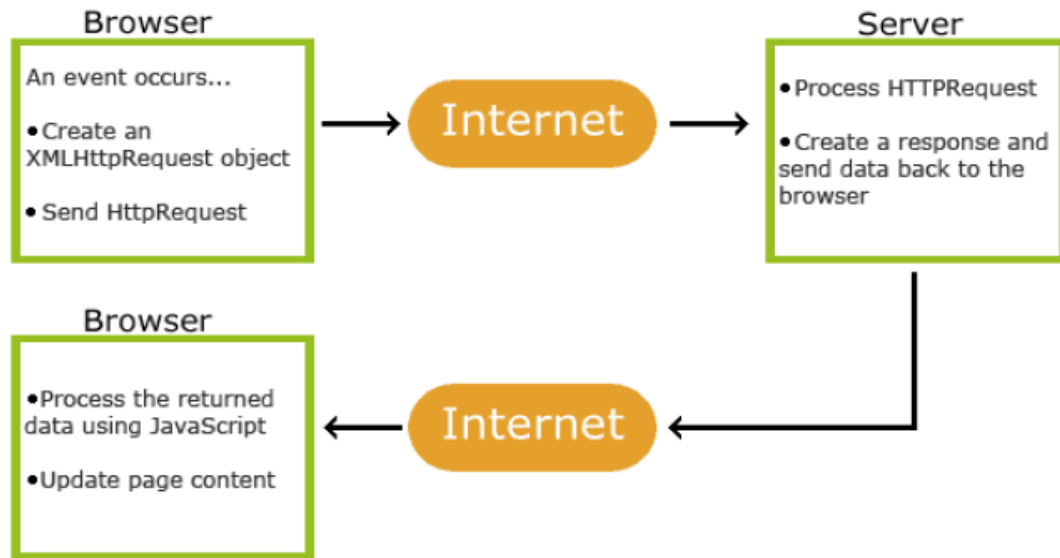 Browser
An event occurs...
•Create an
XMLHttpRequest object
•Send HttpRequest
Internet
Server
•Process HTTPRequest
•Create a response and
send data back to the
browser
Browser
•Process the returned
data using JavaScript
•Update page content
Internet